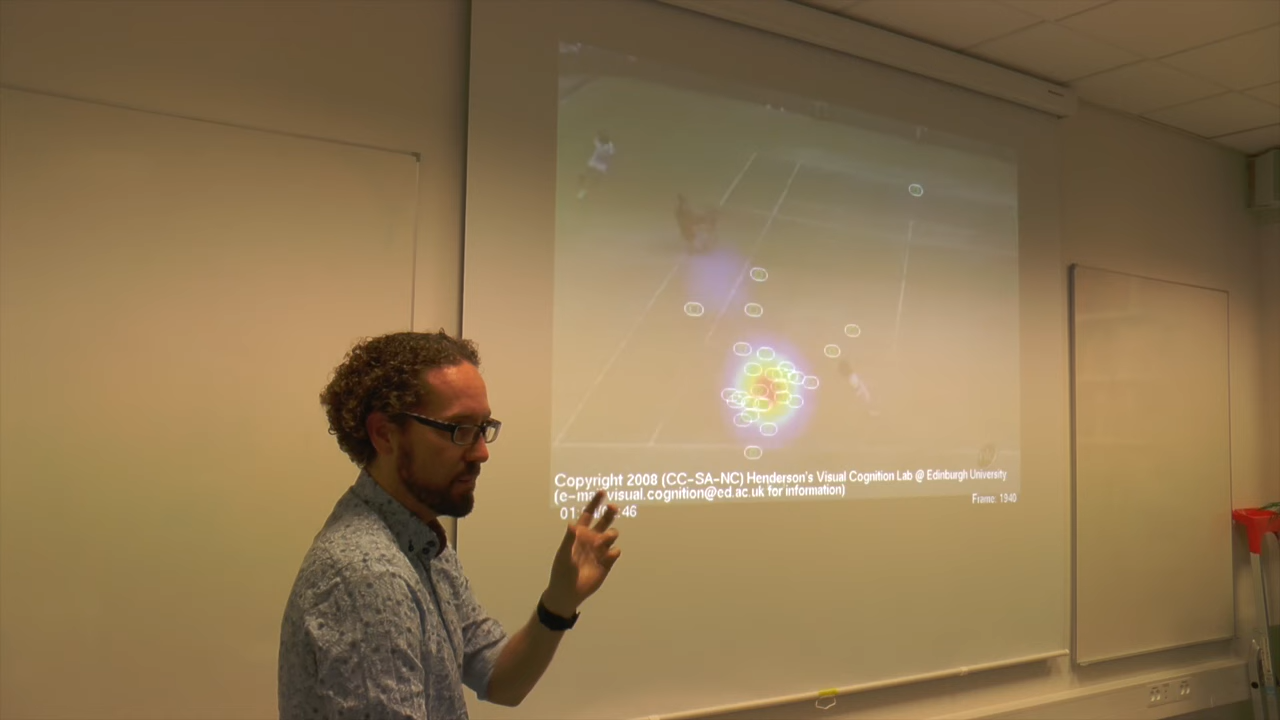 Copyright 2008 (CC-SA-NC) Henderson's Visual Cognition Lab @ Edinburgh University
visual.cognition@ed.ac.uk for information)
Frame: 1940